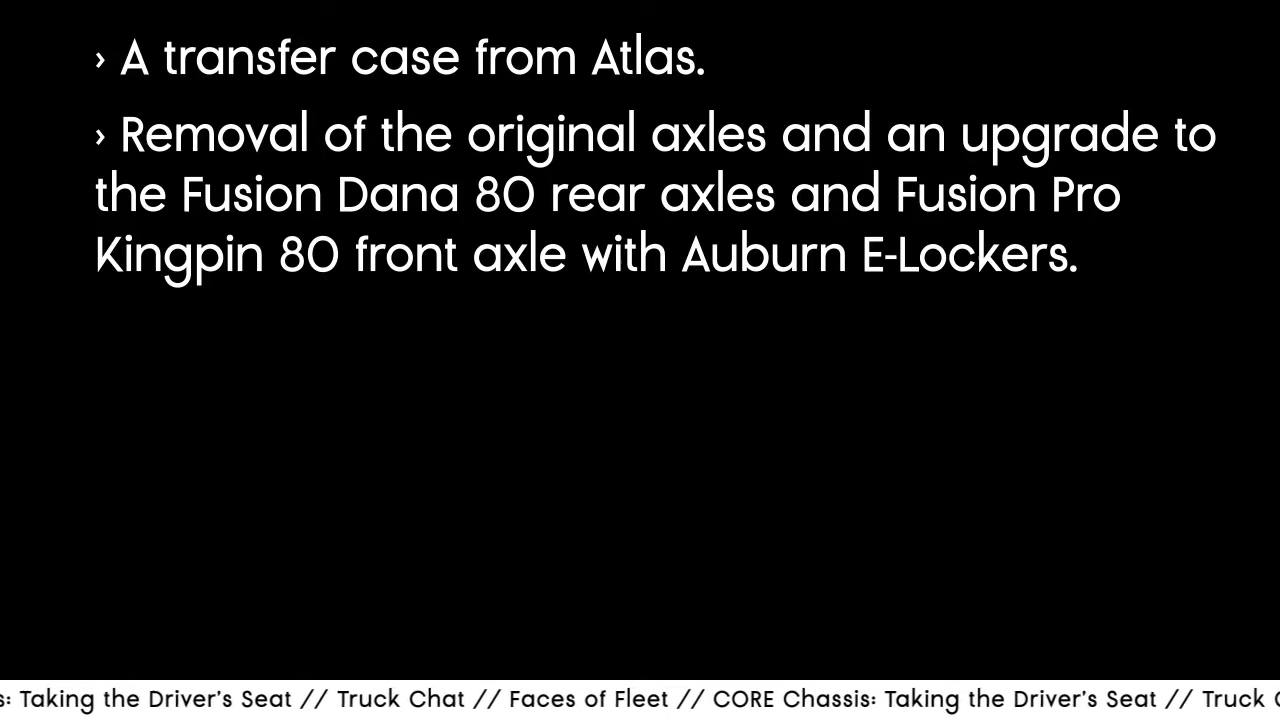 › A transfer case from Atlas.
› Removal of the original axles and an upgrade to
the Fusion Dana 80 rear axles and Fusion Pro
Kingpin 80 front axle with Auburn E-Lockers.
s: Taking the Driver's Seat // Truck Chat // Faces of Fleet // CORE Chassis: Taking the Driver's Seat // Truck